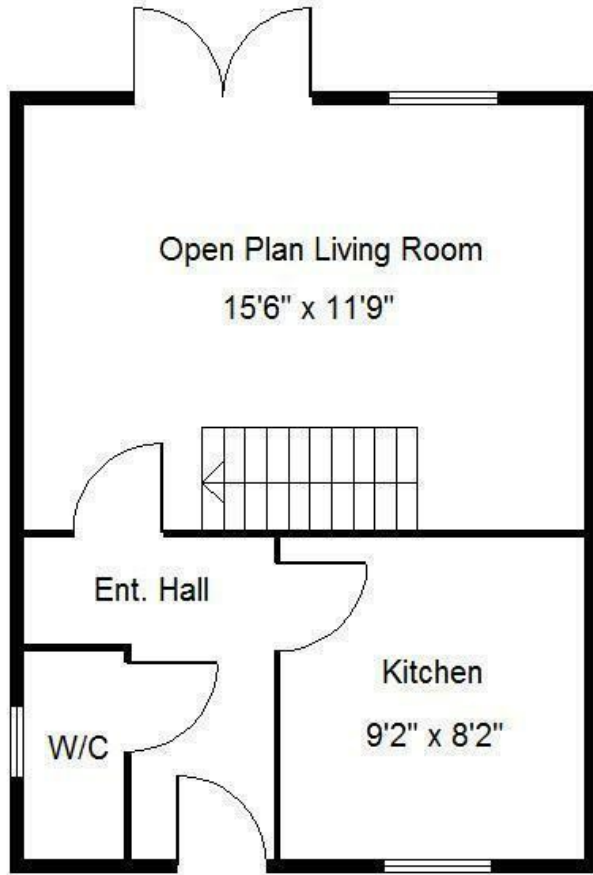 Open Plan Living Room
15'6" x 11'9"
Ent. Hall
Kitchen
9'2" x 8'2"
W/C